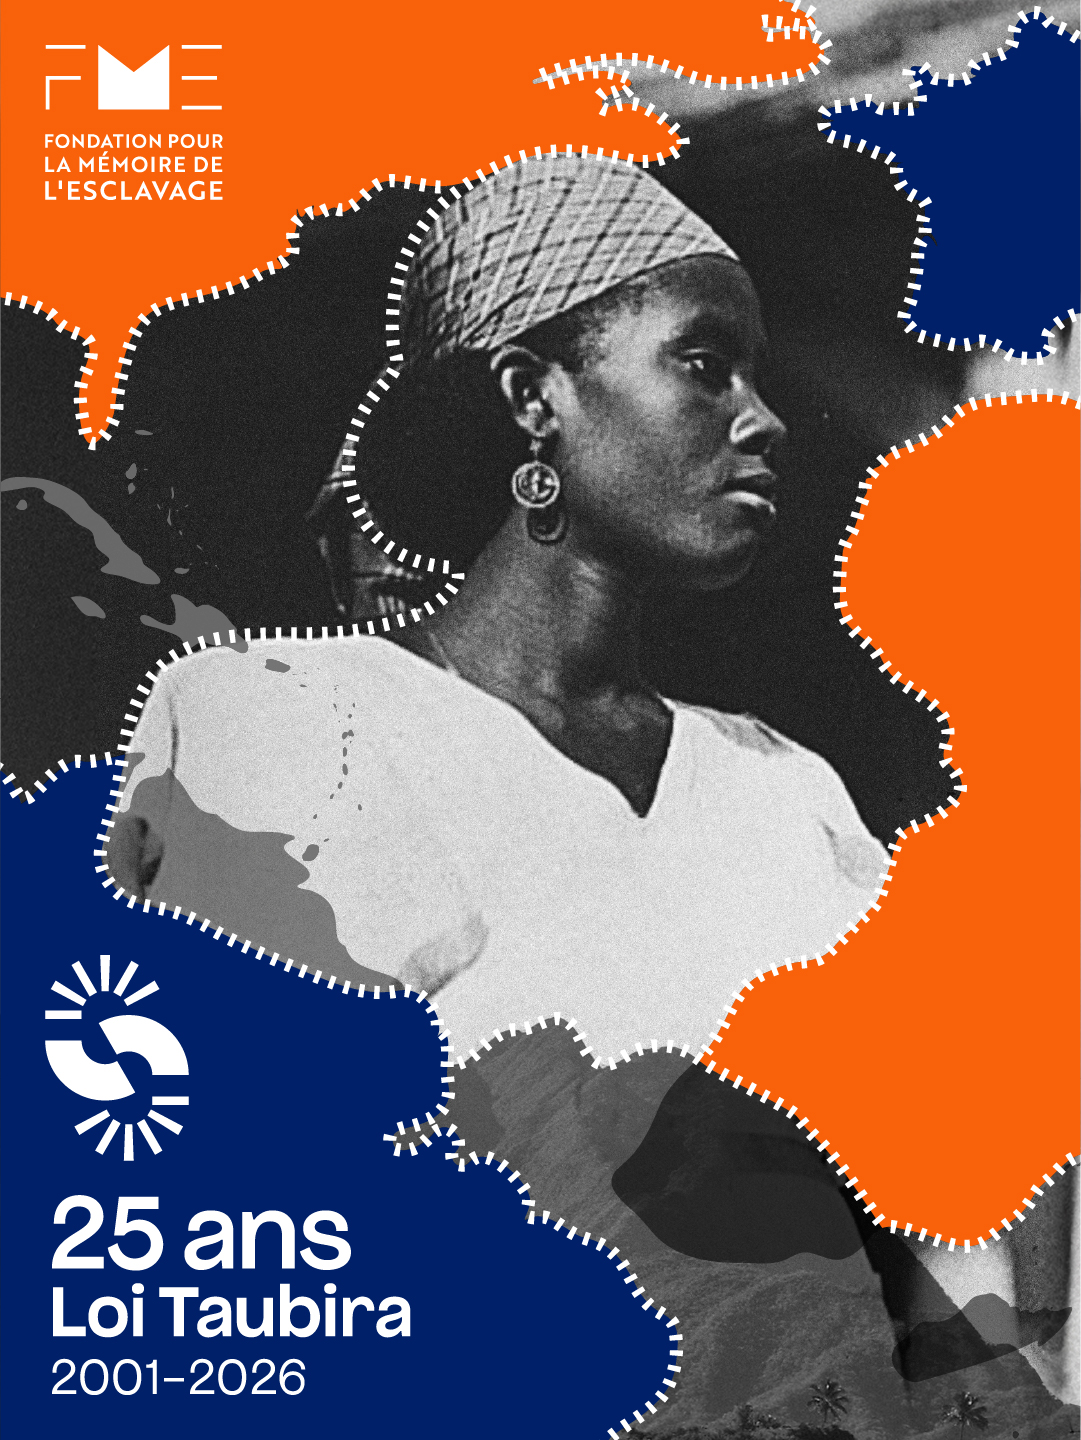 FME
FONDATION POUR
LA MÉMOIRE DE
L'ESCLAVAGE
25 ans
Loi Taubira
2001-2026